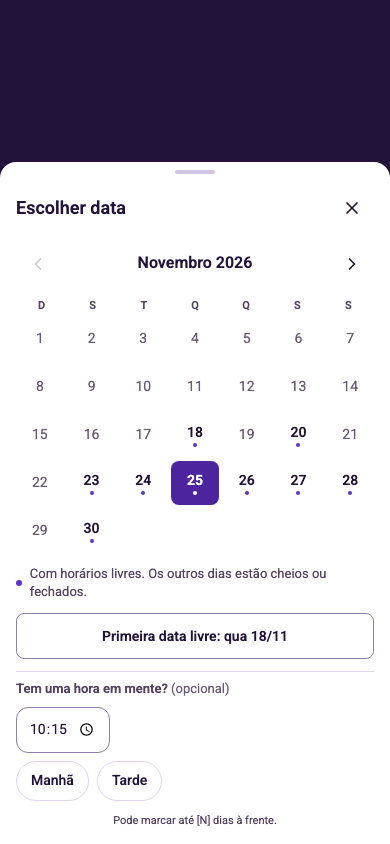 Escolher data
Novembro 2026
D S T Q Q S S
1 2 3 4 5 6 7
8 9 10 11 12 13 14
15 16 17 18 19 20 21
22 23 24 25 26 27 28
29 30
Com horários livres. Os outros dias estão cheios ou
fechados.
Primeira data livre: qua 18/11
Tem uma hora em mente? (opcional)
10:15
Manhã Tarde
Pode marcar até [N] dias à frente.